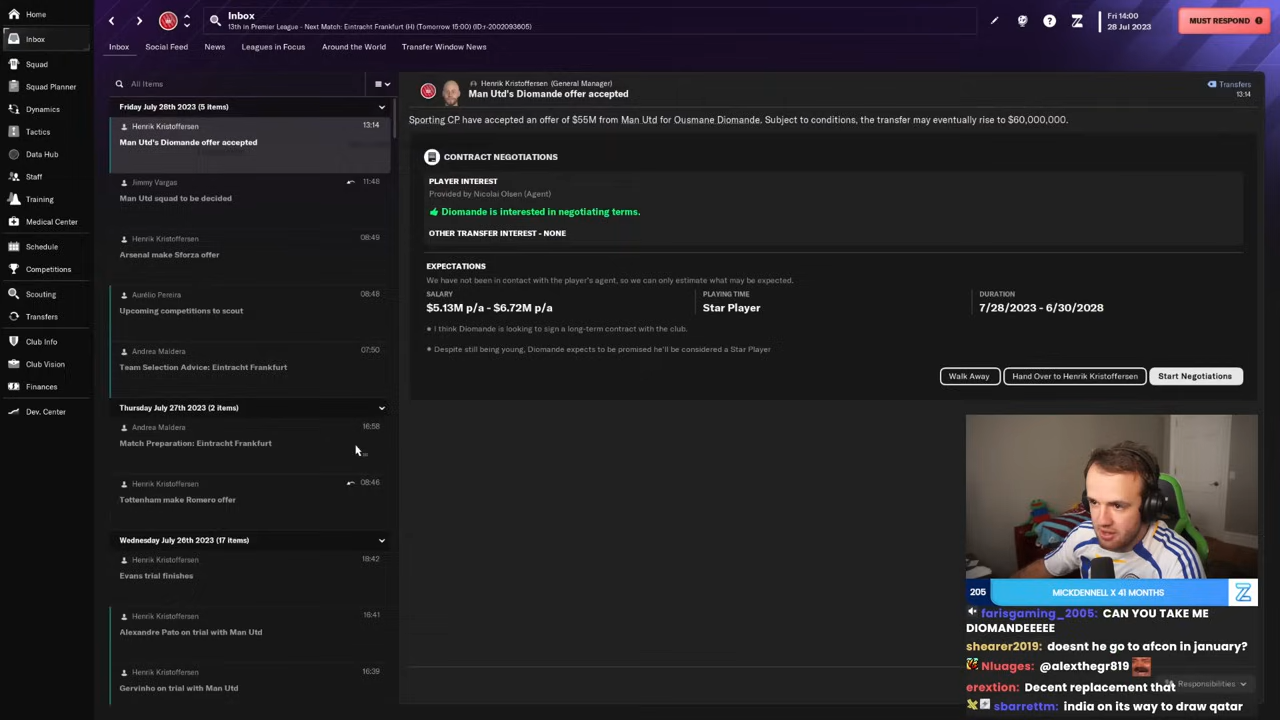 Home
Inbox
Squad
Squad Planner
Dynamics
Tactics
Data Hub
Staff
Training
Medical Center
Schedule
Competitions
Scouting
Transfers
Club Info
Club Vision
Finances
Dev. Center
Inbox
13th in Premier League - Next Match: Eintracht Frankfurt (H) (Tomorrow 15:00) (ID:r-2002093605)
Fri 14:00
28 Jul 2023
MUST RESPOND
Inbox
Social Feed
News
Leagues in Focus
Around the World
Transfer Window News
All Items
Friday July 28th 2023 (5 items)
Henrik Kristoffersen 13:14
Man Utd's Diomande offer accepted
Jimmy Vargas 11:48
Man Utd squad to be decided
Henrik Kristoffersen 08:49
Arsenal make Sforza offer
Aurélio Pereira 08:48
Upcoming competitions to scout
Andrea Maldera 07:50
Team Selection Advice: Eintracht Frankfurt
Thursday July 27th 2023 (2 items)
Andrea Maldera 16:58
Match Preparation: Eintracht Frankfurt
Henrik Kristoffersen 08:46
Tottenham make Romero offer
Wednesday July 26th 2023 (17 items)
Henrik Kristoffersen 18:42
Evans trial finishes
Henrik Kristoffersen 16:41
Alexandre Pato on trial with Man Utd
Henrik Kristoffersen 16:39
Gervinho on trial with Man Utd
Henrik Kristoffersen (General Manager)
Man Utd's Diomande offer accepted
Transfers
13:14
Sporting CP have accepted an offer of $55M from Man Utd for Ousmane Diomande. Subject to conditions, the transfer may eventually rise to $60,000,000.
CONTRACT NEGOTIATIONS
PLAYER INTEREST
Provided by Nicolai Olsen (Agent)
Diomande is interested in negotiating terms.
OTHER TRANSFER INTEREST - NONE
EXPECTATIONS
We have not been in contact with the player's agent, so we can only estimate what may be expected.
SALARY
$5.13M p/a - $6.72M p/a
PLAYING TIME
Star Player
DURATION
7/28/2023 - 6/30/2028
I think Diomande is looking to sign a long-term contract with the club.
Despite still being young, Diomande expects to be promised he'll be considered a Star Player
Walk Away
Hand Over to Henrik Kristoffersen
Start Negotiations
205 MICKDENNELL X 41 MONTHS
farisgaming_2005: CAN YOU TAKE ME
DIOMANDEEEEE
shearer2019: doesnt he go to afcon in january?
Nluages: @alexthegr819
erextion: Decent replacement that
Responsibilities
sbarrettm: india on its way to draw qatar